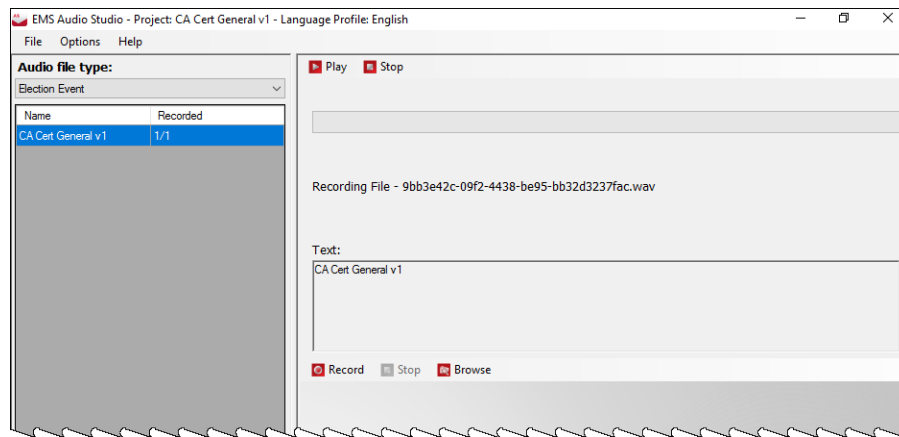 EMS Audio Studio - Project: CA Cert General v1 - Language Profile: English
File Options Help
Audio file type:
Election Event
Name Recorded
CA Cert General v1 1/1
Play Stop
Recording File - 9bb3e42c-09f2-4438-be95-bb32d3237fac.wav
Text:
CA Cert General v1
Record Stop Browse